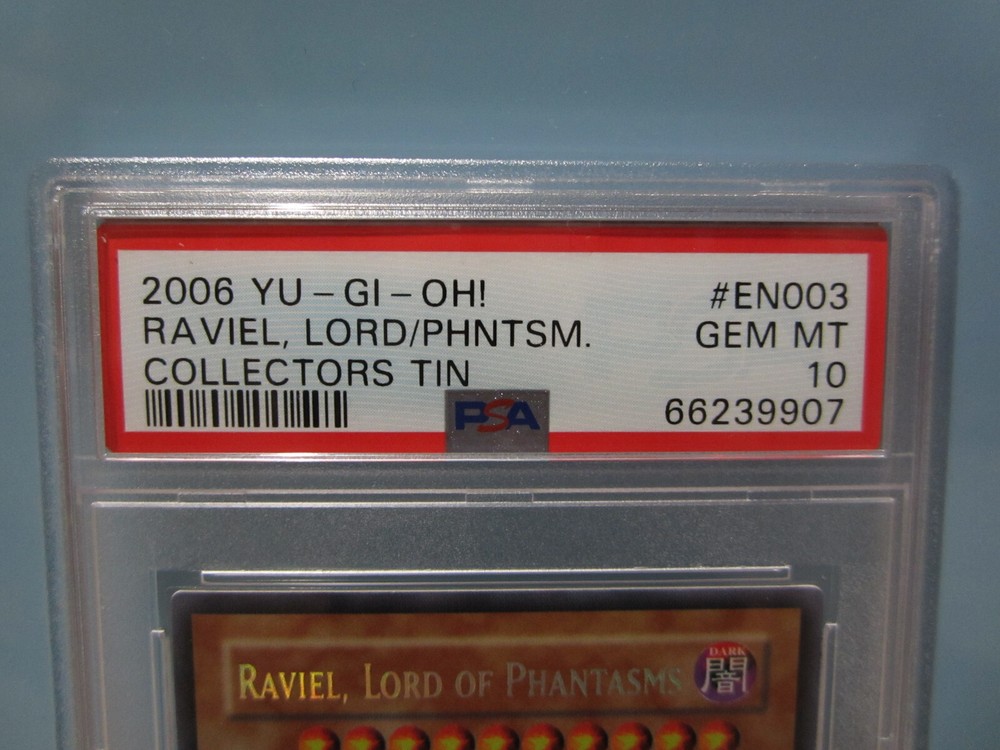 2006 YU-GI-OH! #EN003
RAVIEL, LORD/PHNTSM. GEM MT
COLLECTORS TIN 10
PSA 66239907
RAVIEL, LORD OF PHANTASMS
DARK
闇